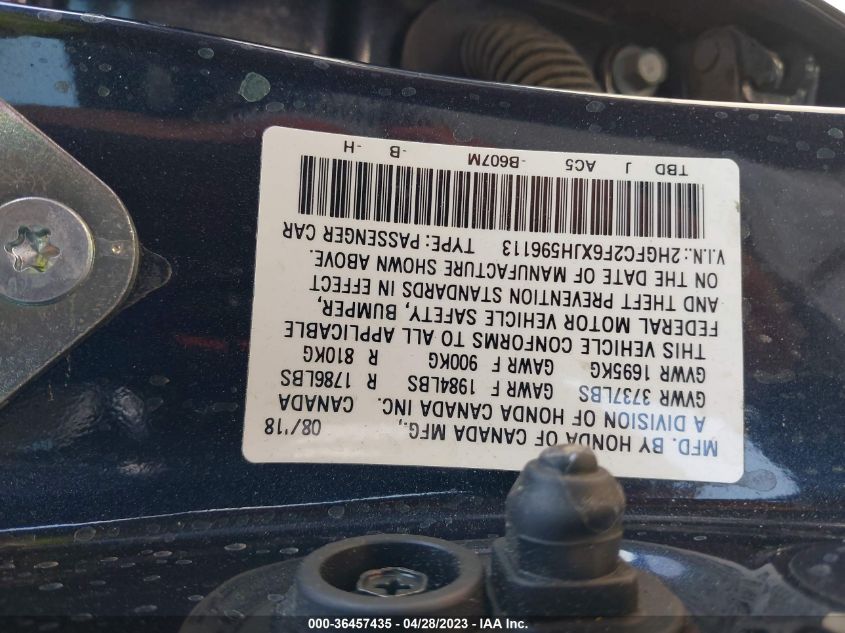 MFD. BY HONDA OF CANADA MFG., 08/'18
A DIVISION OF HONDA CANADA INC. CANADA
GVWR 3737LBS GAWR F 1984LBS R 1786LBS
GVWR 1695KG GAWR F 900KG R 810KG
THIS VEHICLE CONFORMS TO ALL APPLICABLE
FEDERAL MOTOR VEHICLE SAFETY, BUMPER,
AND THEFT PREVENTION STANDARDS IN EFFECT
ON THE DATE OF MANUFACTURE SHOWN ABOVE.
V.I.N.: 2HGFC2F6XJH596113 TYPE: PASSENGER CAR
TBD J AC5 -B607M -B -H
000-36457435 - 04/28/2023 - IAA Inc.